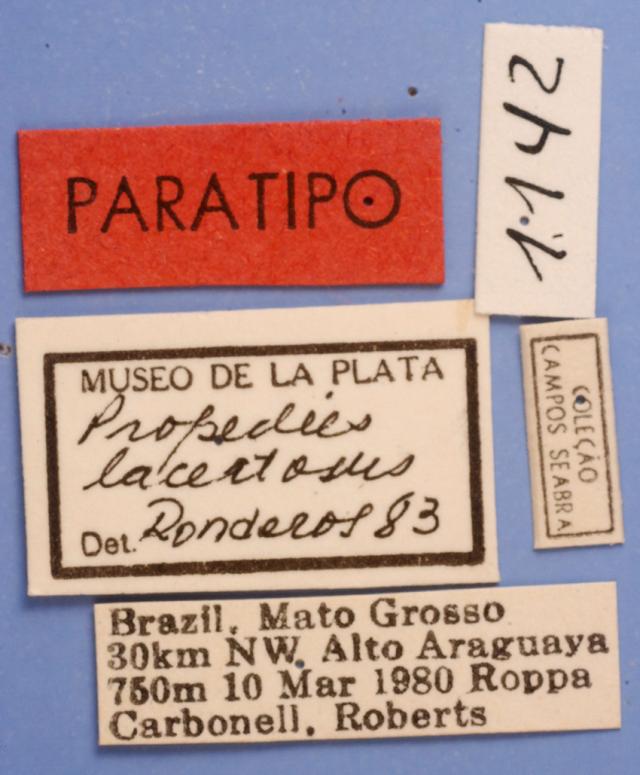 PARATIPO
MUSEO DE LA PLATA
Propedies
lacertosus
Det. Ronderos 83
COLEÇÃO
CAMPOS SEABRA
Brazil, Mato Grosso
30km NW. Alto Araguaya
750m 10 Mar 1980 Roppa
Carbonell, Roberts